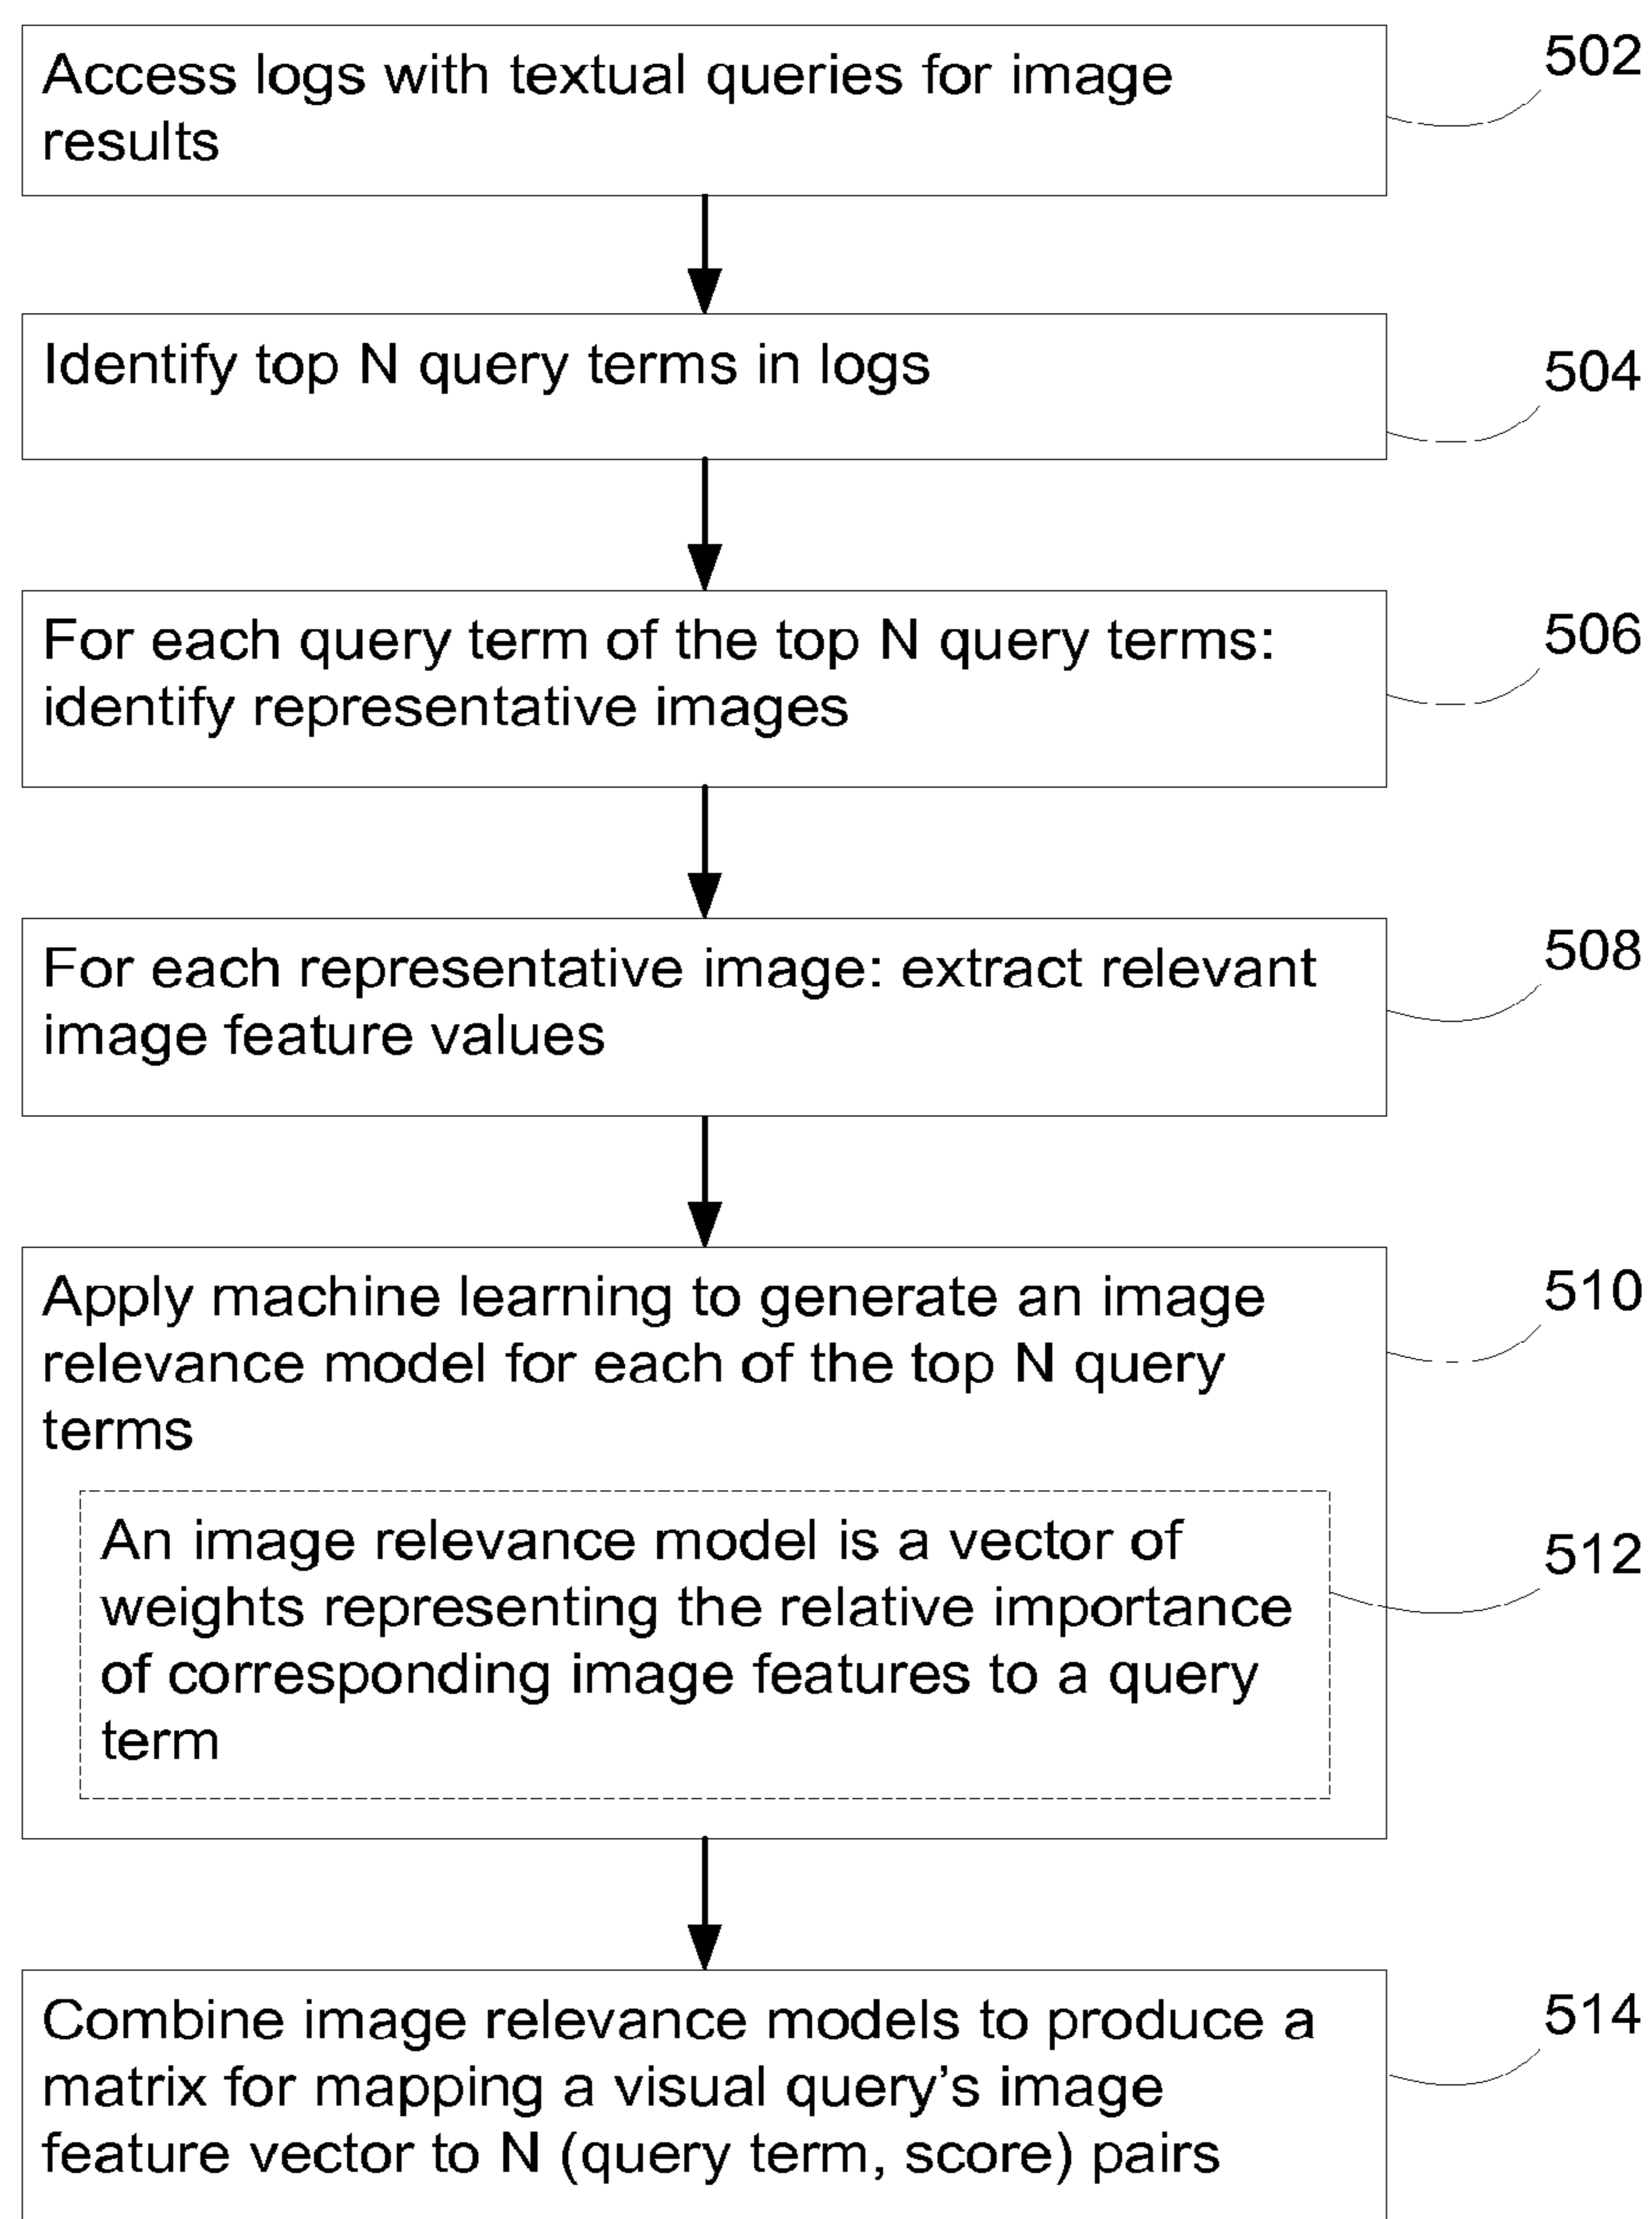 Access logs with textual queries for image
results
502
Identify top N query terms in logs
504
For each query term of the top N query terms:
identify representative images
506
For each representative image: extract relevant
image feature values
508
Apply machine learning to generate an image
relevance model for each of the top N query
terms
510
An image relevance model is a vector of
weights representing the relative importance
of corresponding image features to a query
term
512
Combine image relevance models to produce a
matrix for mapping a visual query’s image
feature vector to N (query term, score) pairs
514